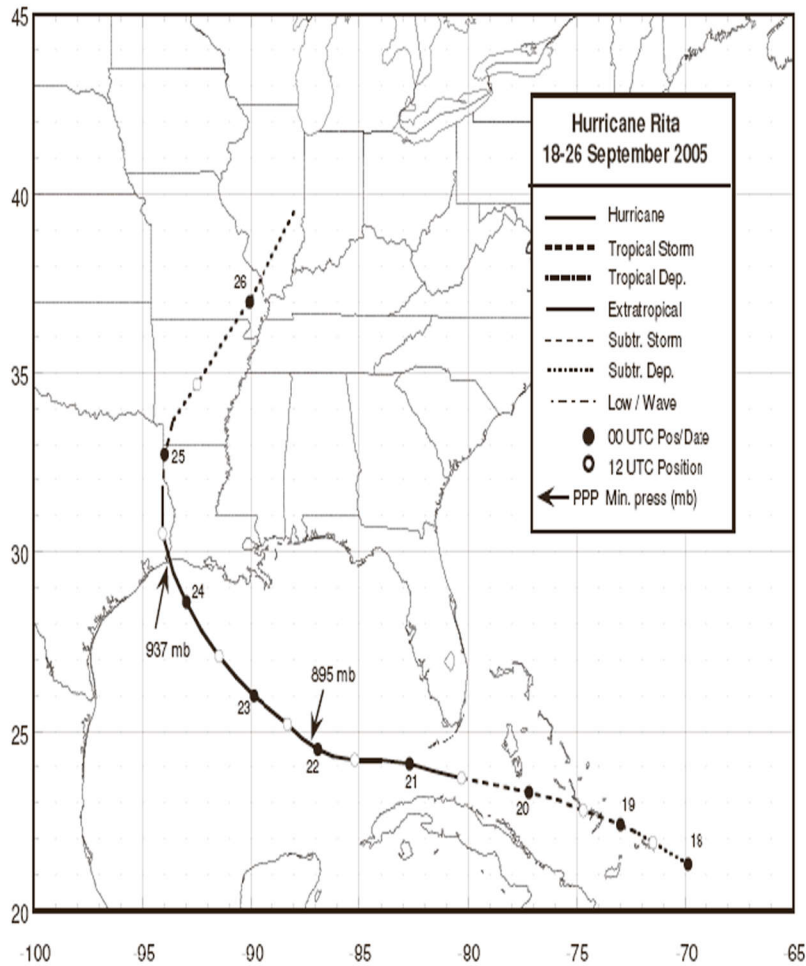 45
40
35
30
25
20
-100
-95
-90
-85
-80
-75
-70
-65
Hurricane Rita
18-26 September 2005
Hurricane
Tropical Storm
Tropical Dep.
Extratropical
Subtr. Storm
Subtr. Dep.
Low / Wave
00 UTC Pos/Date
12 UTC Position
PPP Min. press (mb)
26
25
24
937 mb
895 mb
23
22
21
20
19
18